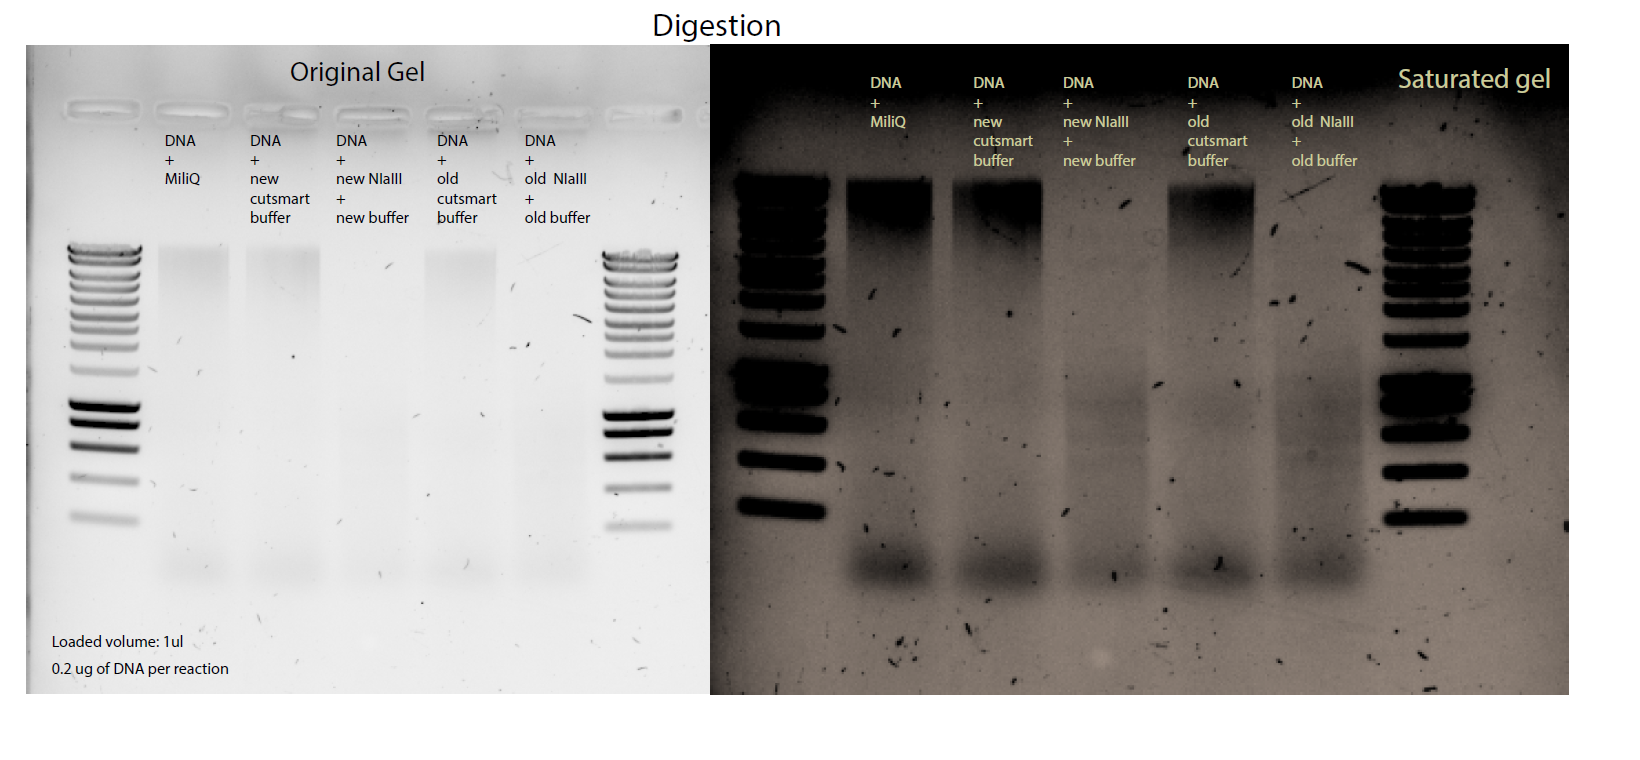 Digestion
Original Gel
DNA
+
MiliQ
DNA
+
new
cutsmart
buffer
DNA
+
new NlaIII
+
new buffer
DNA
+
old
cutsmart
buffer
DNA
+
old NlaIII
+
old buffer
Loaded volume: 1ul
0.2 ug of DNA per reaction
Saturated gel
DNA
+
MiliQ
DNA
+
new
cutsmart
buffer
DNA
+
new NlaIII
+
new buffer
DNA
+
old
cutsmart
buffer
DNA
+
old NlaIII
+
old buffer